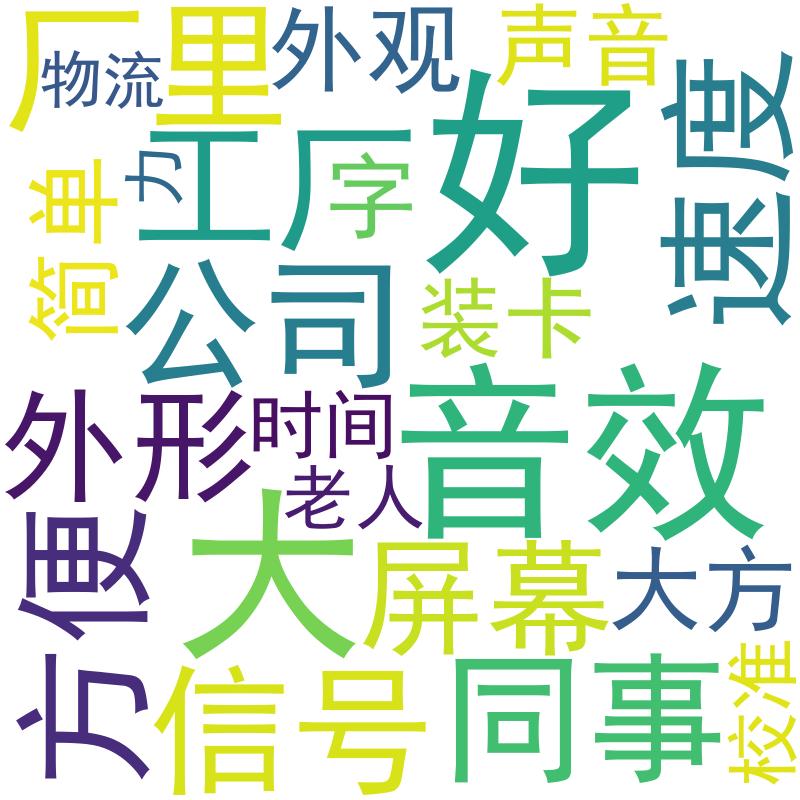 厂里
物流
外观
声音
速度
好
工厂
力
字
简单
公司
装卡
外形
时间
音效
老人
方便
大
屏幕
大方
信号
同事
校准